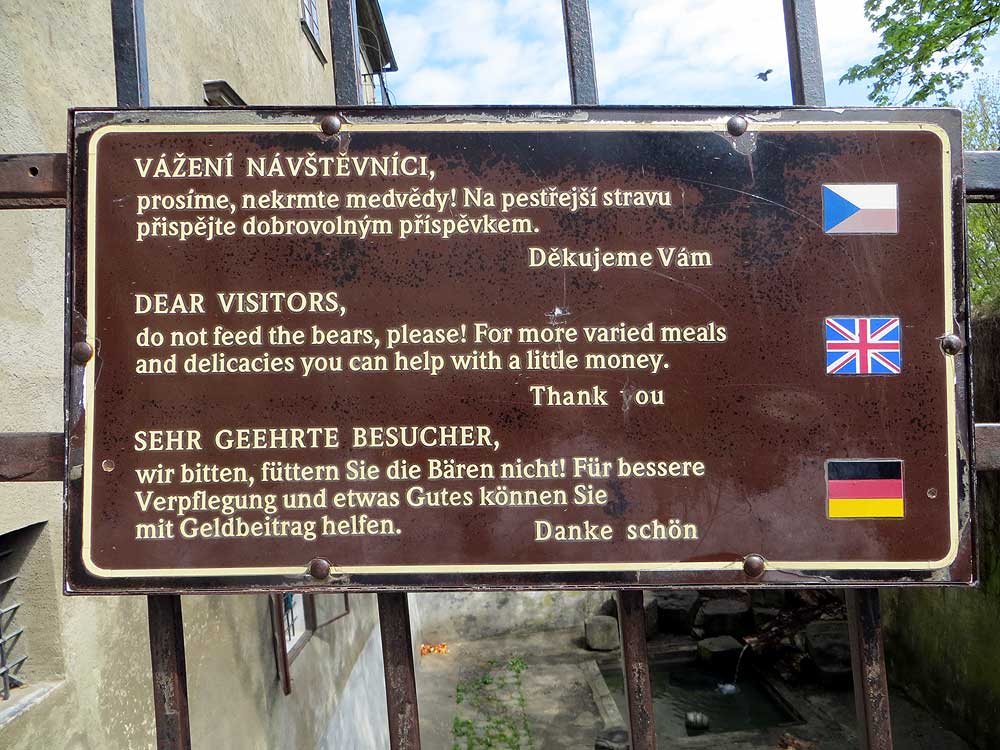 VÁŽENÍ NÁVŠTĚVNÍCI,
prosíme, nekrmte medvědy! Na pestřejší stravu
přispějte dobrovolným příspěvkem.
Děkujeme Vám
DEAR VISITORS,
do not feed the bears, please! For more varied meals
and delicacies you can help with a little money.
Thank You
SEHR GEEHRTE BESUCHER,
wir bitten, füttern Sie die Bären nicht! Für bessere
Verpflegung und etwas Gutes können Sie
mit Geldbeitrag helfen.
Danke schön